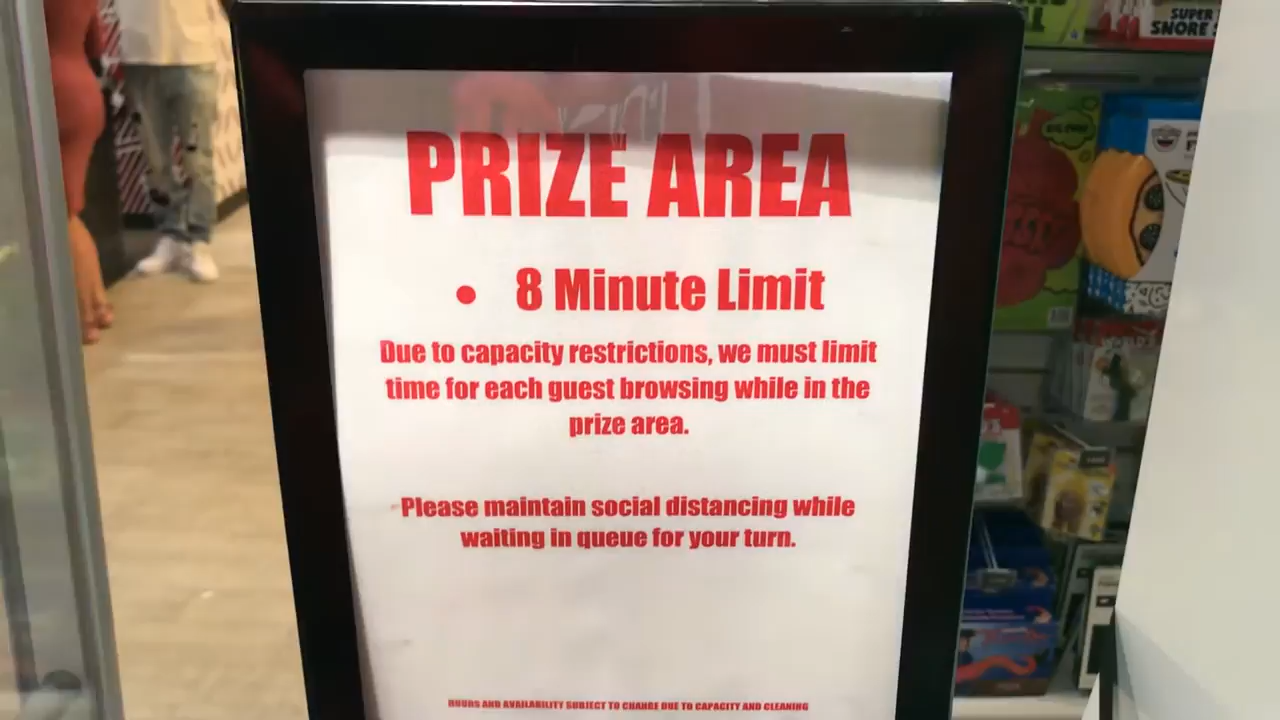 SUPER
SNORE
PRIZE AREA
• 8 Minute Limit
Due to capacity restrictions, we must limit
time for each guest browsing while in the
prize area.
Please maintain social distancing while
waiting in queue for your turn.
HOURS AND AVAILABILITY SUBJECT TO CHANGE DUE TO CAPACITY AND CLEANING